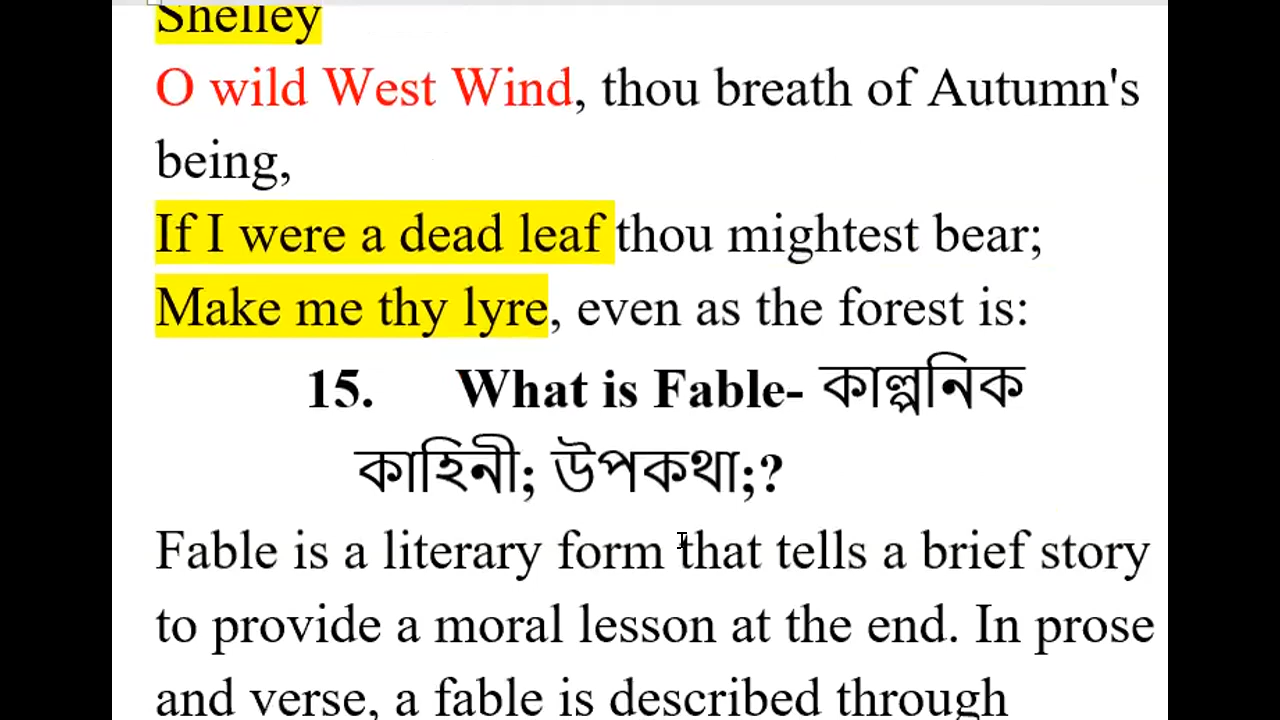 Shelley
O wild West Wind, thou breath of Autumn's
being,
If I were a dead leaf thou mightest bear;
Make me thy lyre, even as the forest is:
15. What is Fable- কাল্পনিক
কাহিনী; উপকথা;?
Fable is a literary form that tells a brief story
to provide a moral lesson at the end. In prose
and verse, a fable is described through